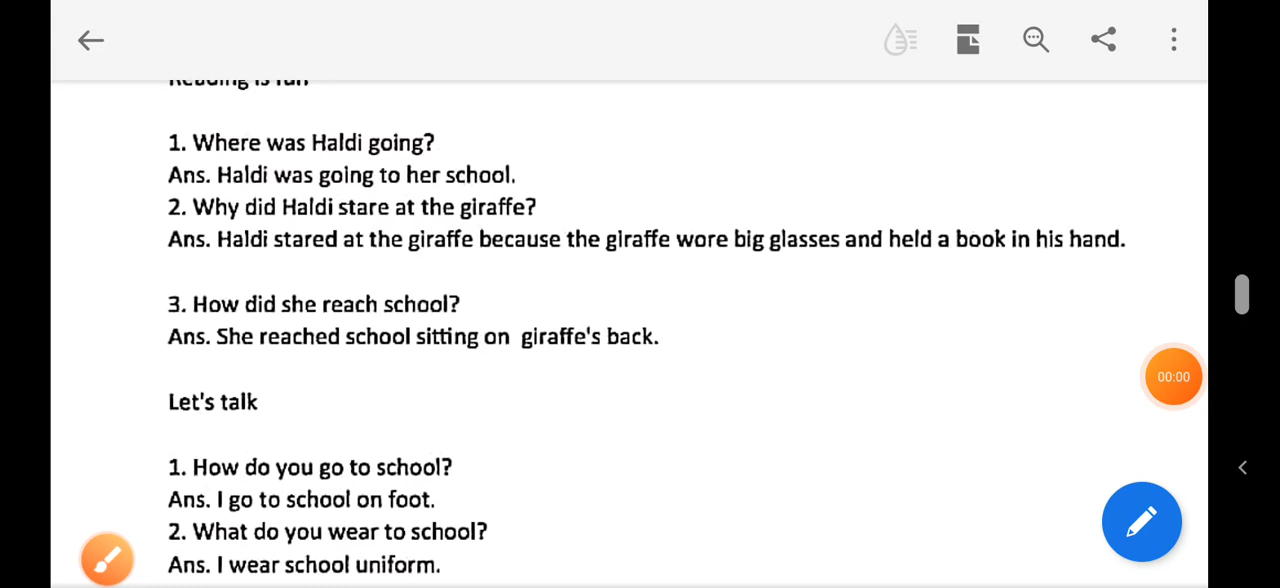 Reading is fun
1. Where was Haldi going?
Ans. Haldi was going to her school.
2. Why did Haldi stare at the giraffe?
Ans. Haldi stared at the giraffe because the giraffe wore big glasses and held a book in his hand.
3. How did she reach school?
Ans. She reached school sitting on giraffe's back.
00:00
Let's talk
1. How do you go to school?
Ans. I go to school on foot.
2. What do you wear to school?
Ans. I wear school uniform.